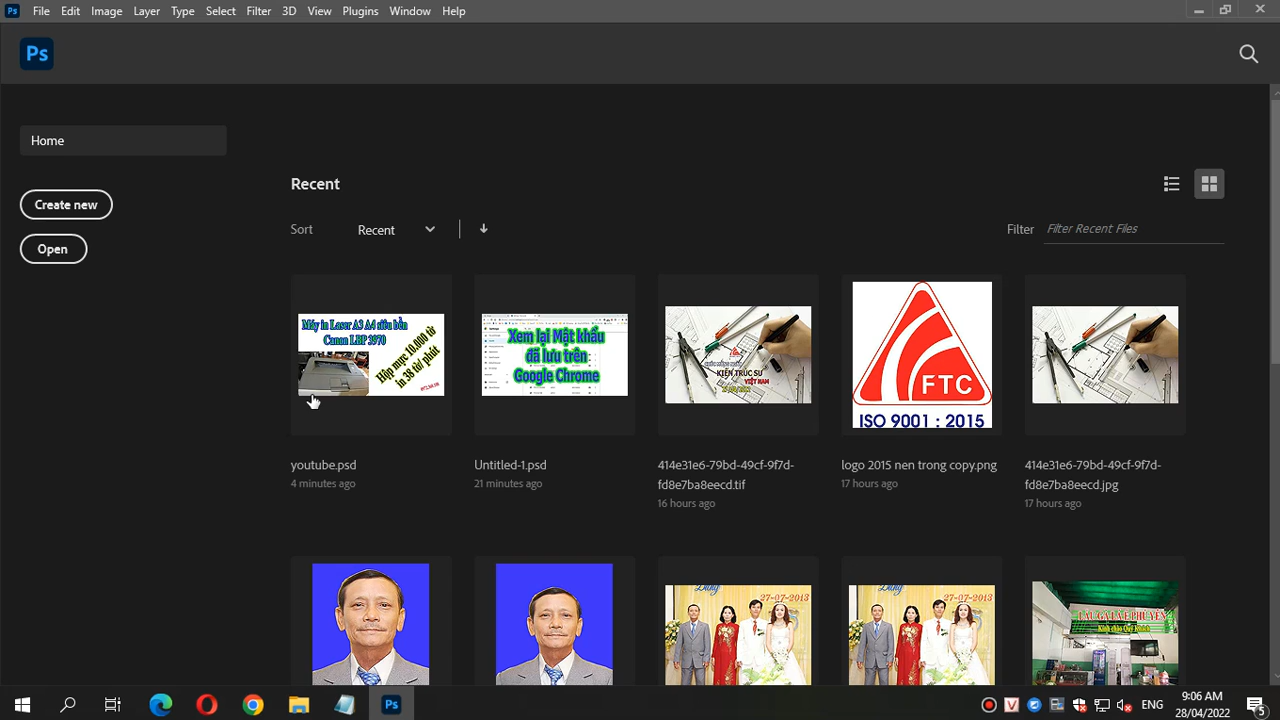 Ps File Edit Image Layer Type Select Filter 3D View Plugins Window Help
Ps
Home
Create new
Open
Recent
Sort Recent
Filter Filter Recent Files
Máy in Laser A3 A4 siêu bền
Canon LBP 3970
Hộp mực 10.000 tờ
in 38 tờ phút
Xem lại Mật khẩu
đã lưu trên
Google Chrome
KIẾN TRÚC SƯ
VIỆT NAM
FTC
ISO 9001 : 2015
youtube.psd
4 minutes ago
Untitled-1.psd
21 minutes ago
414e31e6-79bd-49cf-9f7d-
fd8e7ba8eecd.tif
16 hours ago
logo 2015 nen trong copy.png
17 hours ago
414e31e6-79bd-49cf-9f7d-
fd8e7ba8eecd.jpg
17 hours ago
27-07-2013
27-07-2013
Kính chào Quý Khách
Ps
V
ENG
9:06 AM
28/04/2022
5